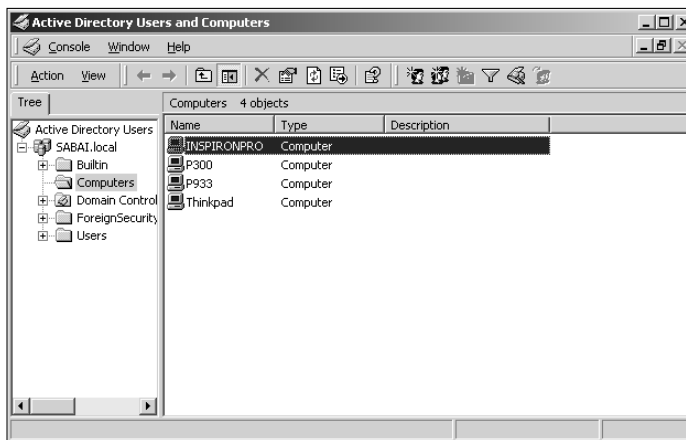 Active Directory Users and Computers
Console Window Help
Action View
Tree
Computers 4 objects
Active Directory Users
SABAI.local
Builtin
Computers
Domain Control
ForeignSecurity
Users
Name Type Description
INSPIRONPRO Computer
P300 Computer
P933 Computer
Thinkpad Computer